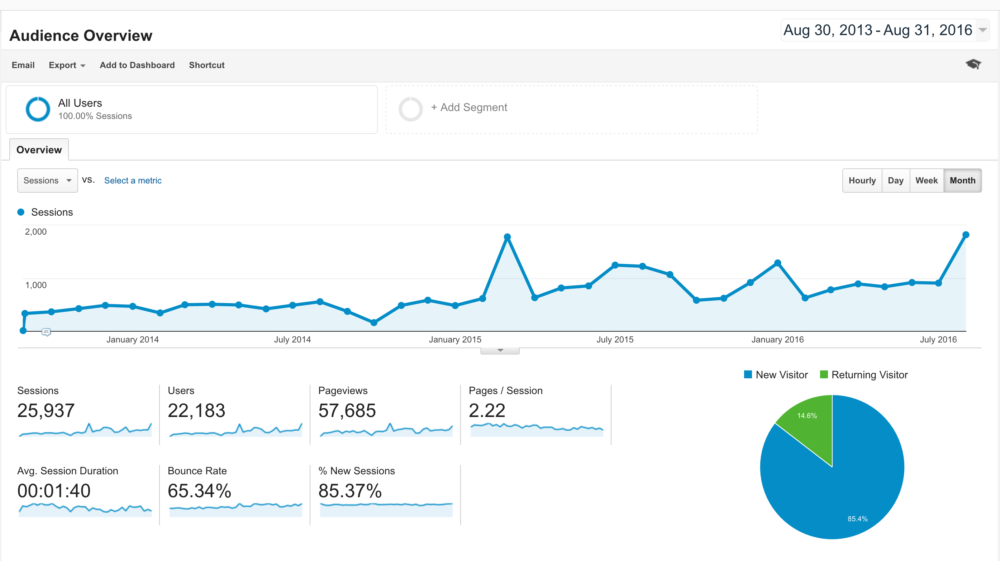 Audience Overview
Aug 30, 2013 - Aug 31, 2016
Email Export Add to Dashboard Shortcut
All Users
100.00% Sessions
+ Add Segment
Overview
Sessions vs. Select a metric
Hourly Day Week Month
Sessions
2,000
1,000
January 2014 July 2014 January 2015 July 2015 January 2016 July 2016
New Visitor Returning Visitor
Sessions
25,937
Users
22,183
Pageviews
57,685
Pages / Session
2.22
Avg. Session Duration
00:01:40
Bounce Rate
65.34%
% New Sessions
85.37%
14.6%
85.4%